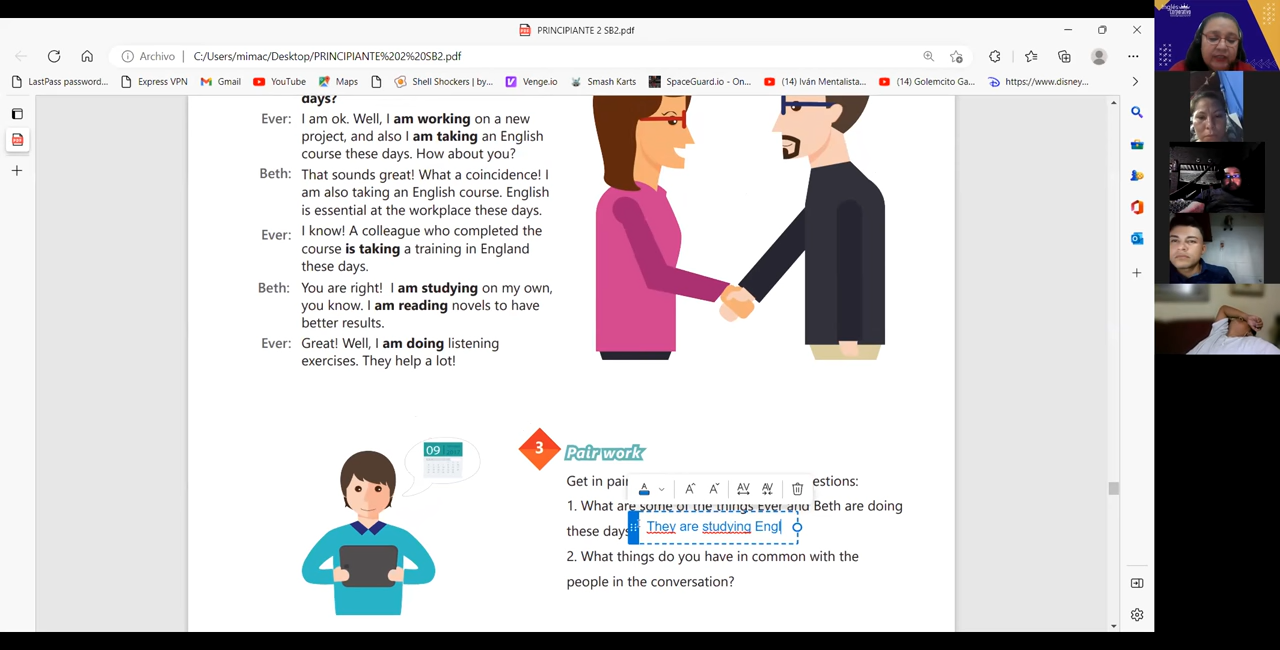 PRINCIPIANTE 2 SB2.pdf
Archivo
C:/Users/mimac/Desktop/PRINCIPIANTE%202%20SB2.pdf
LastPass password...
Express VPN
Gmail
YouTube
Maps
Shell Shockers | by...
Venge.io
Smash Karts
SpaceGuard.io - On...
(14) Iván Mentalista...
(14) Golemcito Ga...
https://www.disney...
days?
Ever: I am ok. Well, I am working on a new
project, and also I am taking an English
course these days. How about you?
Beth: That sounds great! What a coincidence! I
am also taking an English course. English
is essential at the workplace these days.
Ever: I know! A colleague who completed the
course is taking a training in England
these days.
Beth: You are right!  I am studying on my own,
you know. I am reading novels to have
better results.
Ever: Great! Well, I am doing listening
exercises. They help a lot!
09
3
Pair work
Get in pai
estions:
1. What are some of the things Ever and Beth are doing
these days
They are studying Engl
2. What things do you have in common with the
people in the conversation?